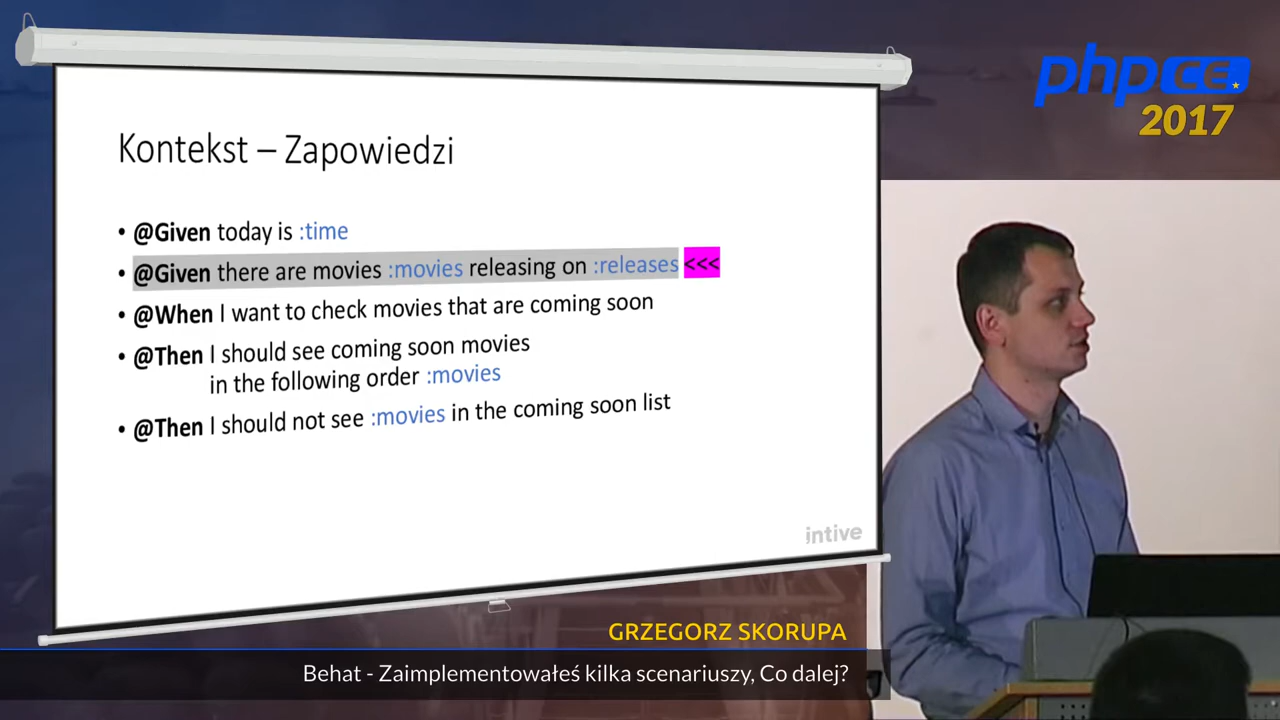 phpCE
2017
Kontekst – Zapowiedzi
• @Given today is :time
• @Given there are movies :movies releasing on :releases <<<
• @When I want to check movies that are coming soon
• @Then I should see coming soon movies
in the following order :movies
• @Then I should not see :movies in the coming soon list
intive
GRZEGORZ SKORUPA
Behat - Zaimplementowałeś kilka scenariuszy, Co dalej?